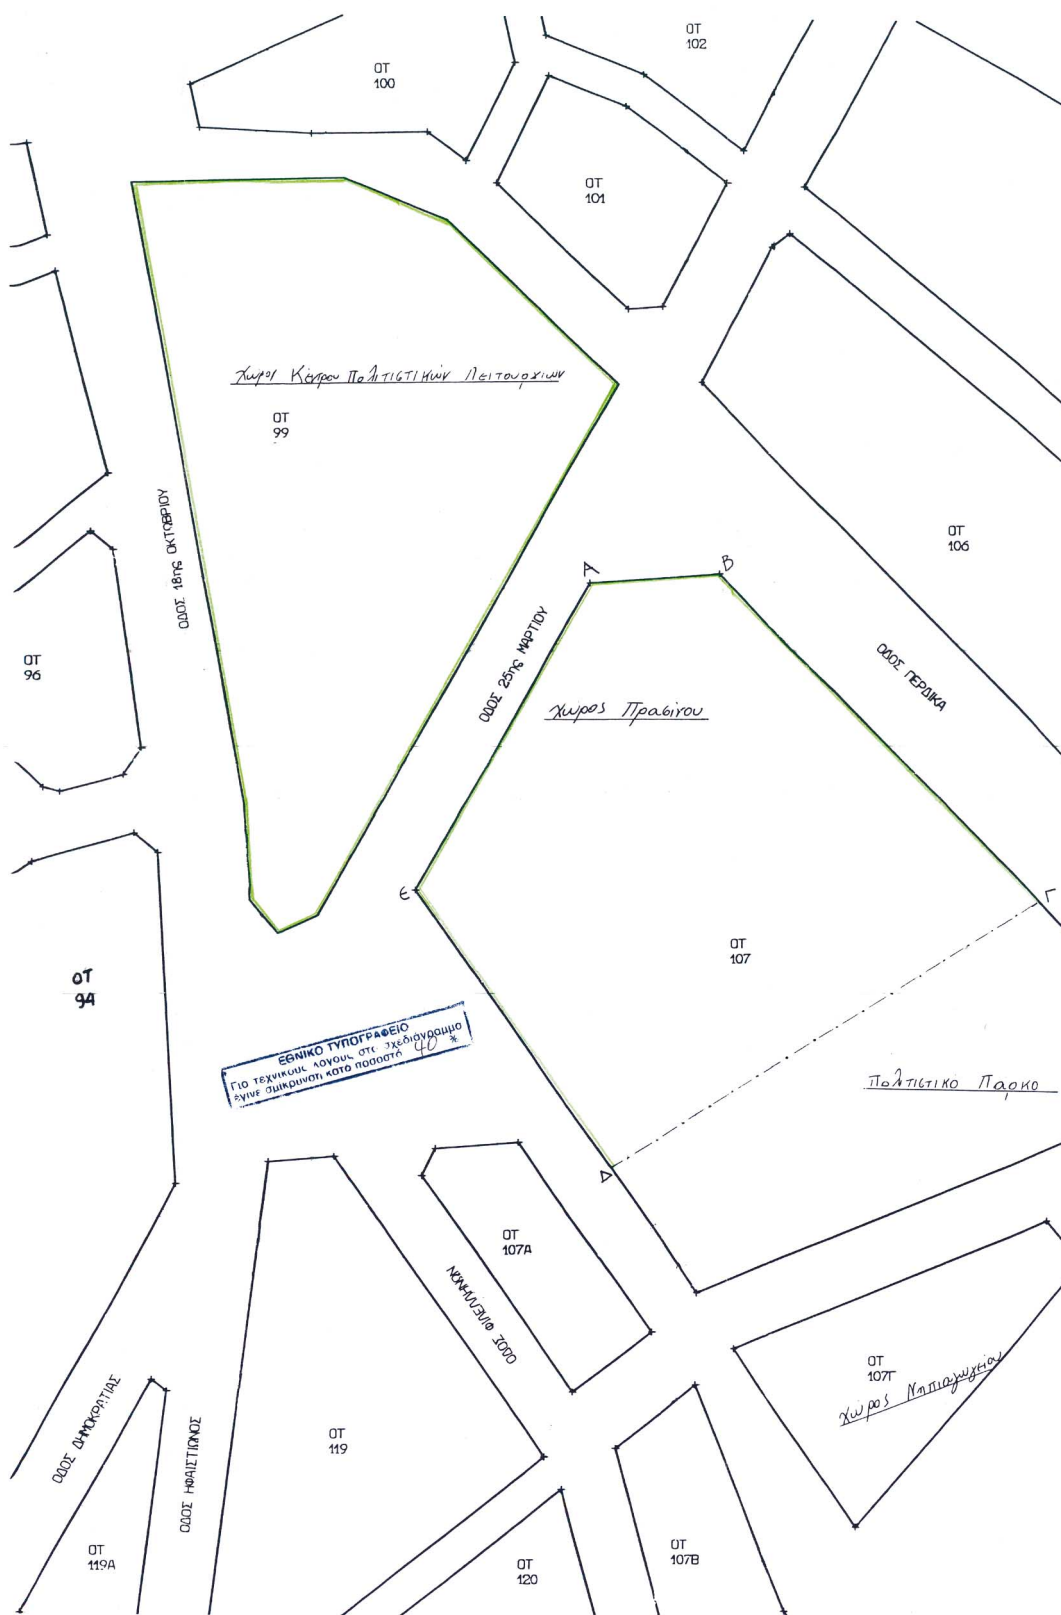 ΟΤ
102
ΟΤ
100
ΟΤ
101
Χώρος Κέντρου Πολιτιστικών Λειτουργιών
ΟΤ
99
ΟΔΟΣ 18ης ΟΚΤΩΒΡΙΟΥ
ΟΤ
106
Α
Β
ΟΔΟΣ 25ης ΜΑΡΤΙΟΥ
ΟΔΟΣ ΠΕΡΔΙΚΑ
ΟΤ
96
Χώρος Πρασίνου
Ε
Γ
ΟΤ
107
ΟΤ
94
ΕΘΝΙΚΟ ΤΥΠΟΓΡΑΦΕΙΟ
Για τεχνικούς λόγους στο σχεδιάγραμμα
έγινε σμίκρυνση κατά ποσοστό 40 *
Πολιτιστικό Πάρκο
Δ
ΟΤ
107Α
ΟΔΟΣ ΦΙΛΕΛΛΗΝΩΝ
ΟΤ
107Γ
Χώρος Νηπιαγωγείου
ΟΔΟΣ ΔΗΜΟΚΡΑΤΙΑΣ
ΟΔΟΣ ΗΦΑΙΣΤΙΩΝΟΣ
ΟΤ
119
ΟΤ
119Α
ΟΤ
120
ΟΤ
107Β